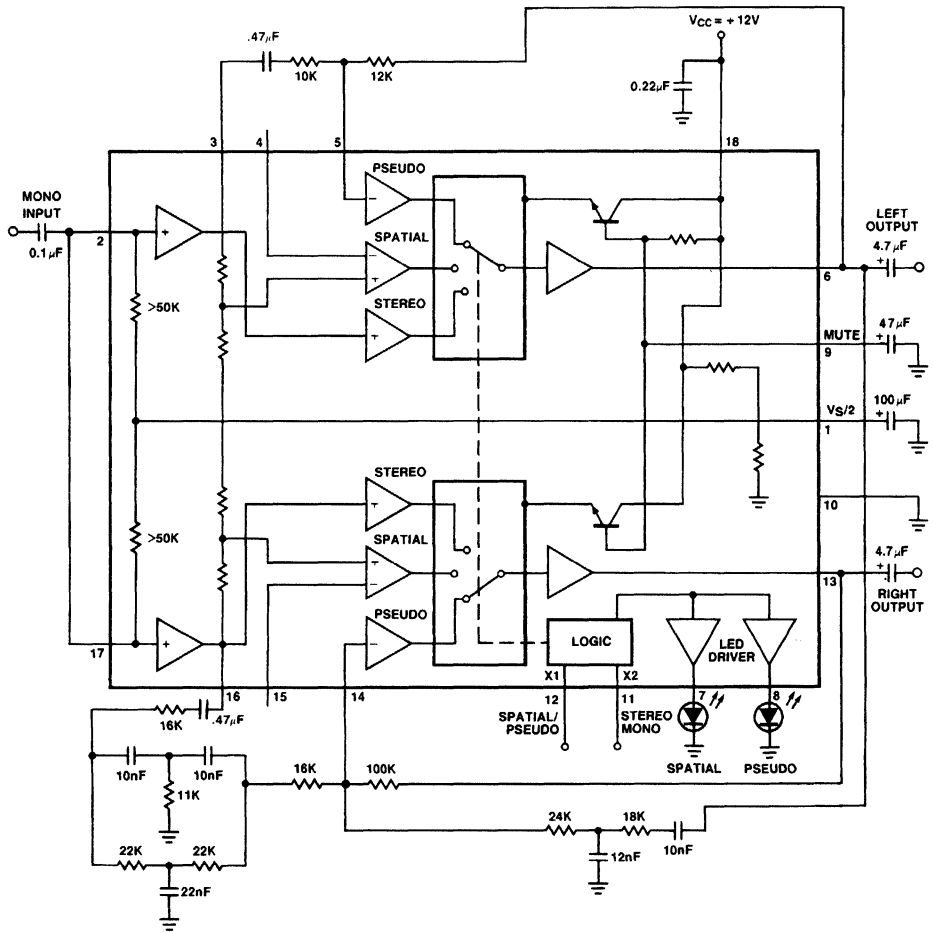 VCC = + 12V
.47µF
10K
12K
0.22µF
3
4
5
18
PSEUDO
MONO
INPUT
LEFT
OUTPUT
2
+
0.1µF
−
SPATIAL
−
+
4.7µF
+
6
>50K
STEREO
+
MUTE
9
47µF
+
VS/2
1
100µF
+
STEREO
+
10
>50K
SPATIAL
+
−
4.7µF
+
13
RIGHT
OUTPUT
PSEUDO
−
17
+
LOGIC
LED
DRIVER
X1
X2
16
15
14
12
11
7
8
.47µF
16K
SPATIAL/
PSEUDO
STEREO
MONO
SPATIAL
PSEUDO
10nF
10nF
11K
16K
100K
24K
18K
22K
22K
12nF
10nF
22nF